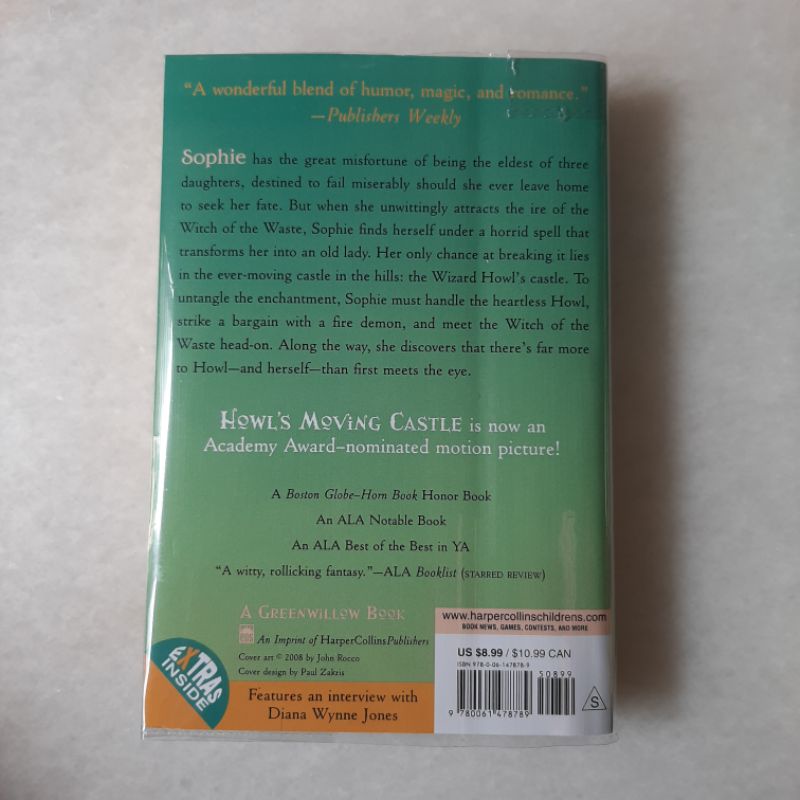 “A wonderful blend of humor, magic, and romance.”
—Publishers Weekly
Sophie has the great misfortune of being the eldest of three
daughters, destined to fail miserably should she ever leave home
to seek her fate. But when she unwittingly attracts the ire of the
Witch of the Waste, Sophie finds herself under a horrid spell that
transforms her into an old lady. Her only chance at breaking it lies
in the ever-moving castle in the hills: the Wizard Howl’s castle. To
untangle the enchantment, Sophie must handle the heartless Howl,
strike a bargain with a fire demon, and meet the Witch of the
Waste head-on. Along the way, she discovers that there’s far more
to Howl—and herself—than first meets the eye.
Howl’s Moving Castle is now an
Academy Award–nominated motion picture!
A Boston Globe–Horn Book Honor Book
An ALA Notable Book
An ALA Best of the Best in YA
“A witty, rollicking fantasy.”—ALA Booklist (STARRED REVIEW)
A Greenwillow Book
An Imprint of HarperCollinsPublishers
Cover art © 2008 by John Rocco
Cover design by Paul Zakris
EXTRAS
INSIDE
Features an interview with
Diana Wynne Jones
www.harpercollinschildrens.com
BOOK NEWS, GAMES, CONTESTS, AND MORE
US $8.99 / $10.99 CAN
ISBN 978-0-06-147878-9
50899
9 780061 478789
S